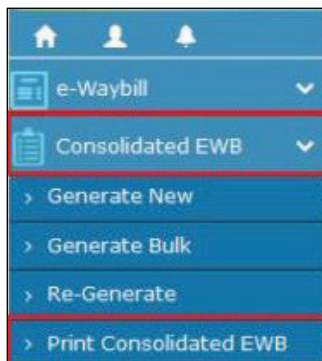 e-Waybill
Consolidated EWB
Generate New
Generate Bulk
Re-Generate
Print Consolidated EWB